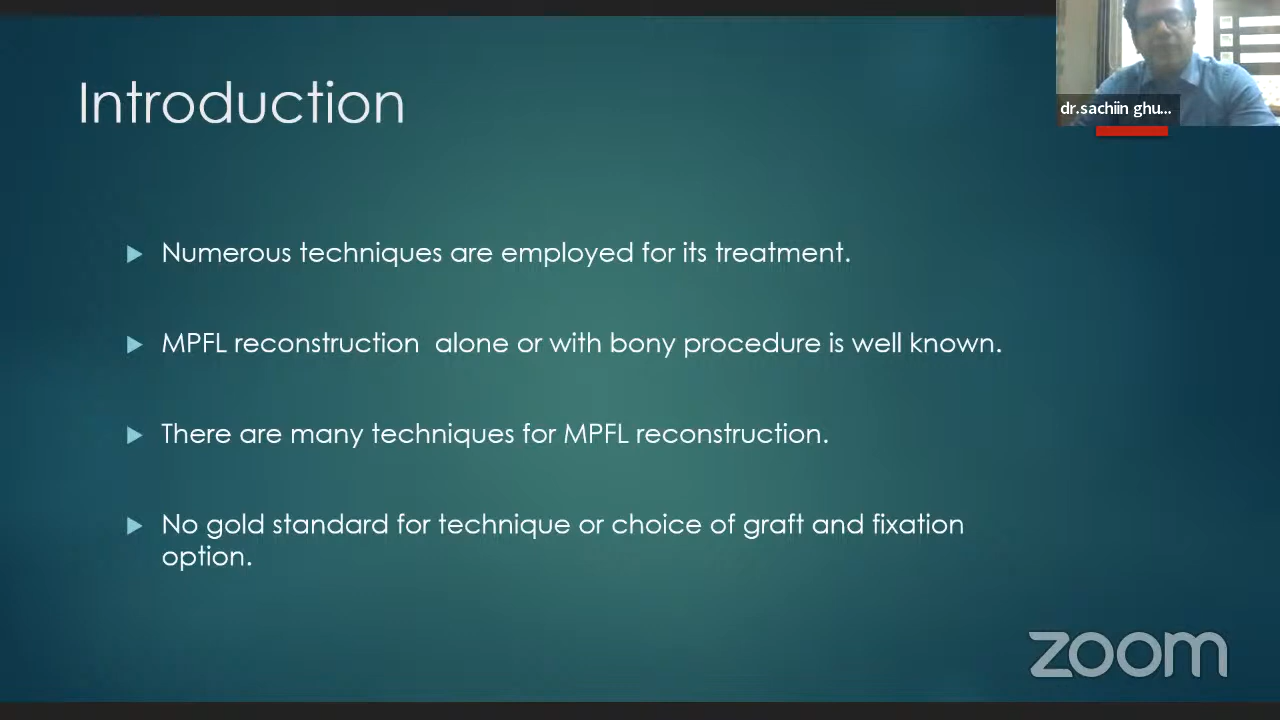 Introduction
dr.sachiin ghu...
Numerous techniques are employed for its treatment.
MPFL reconstruction  alone or with bony procedure is well known.
There are many techniques for MPFL reconstruction.
No gold standard for technique or choice of graft and fixation
option.
zoom